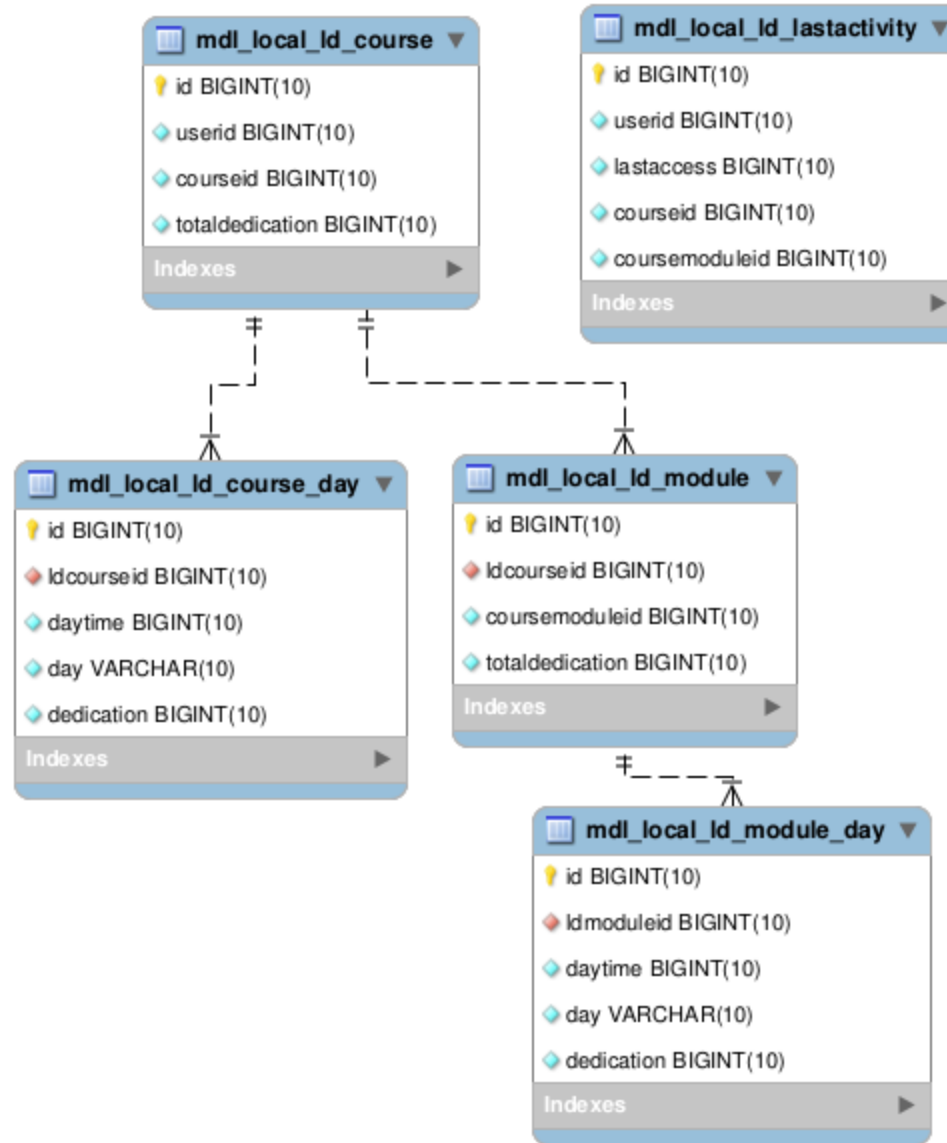 mdl_local_ld_course
id BIGINT(10)
userid BIGINT(10)
courseid BIGINT(10)
totaldedication BIGINT(10)
Indexes
mdl_local_ld_lastactivity
id BIGINT(10)
userid BIGINT(10)
lastaccess BIGINT(10)
courseid BIGINT(10)
coursemoduleid BIGINT(10)
Indexes
mdl_local_ld_course_day
id BIGINT(10)
ldcourseid BIGINT(10)
daytime BIGINT(10)
day VARCHAR(10)
dedication BIGINT(10)
Indexes
mdl_local_ld_module
id BIGINT(10)
ldcourseid BIGINT(10)
coursemoduleid BIGINT(10)
totaldedication BIGINT(10)
Indexes
mdl_local_ld_module_day
id BIGINT(10)
ldmoduleid BIGINT(10)
daytime BIGINT(10)
day VARCHAR(10)
dedication BIGINT(10)
Indexes